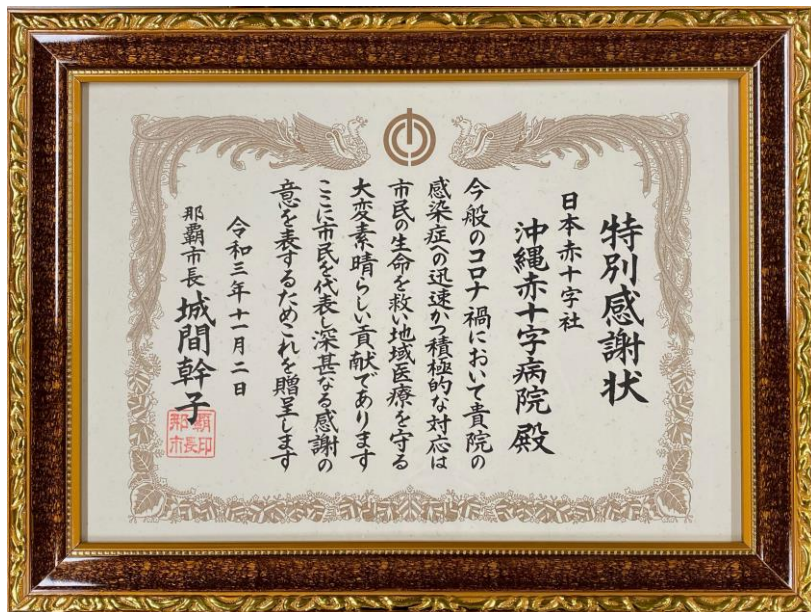 特別感謝状
日本赤十字社
沖縄赤十字病院 殿
今般のコロナ禍において貴院の
感染症への迅速かつ積極的な対応は
市民の生命を救い地域医療を守る
大変素晴らしい貢献であります
ここに市民を代表し深甚なる感謝の
意を表するためこれを贈呈します
令和三年十一月二日
那覇市長 城間幹子
那覇市長印